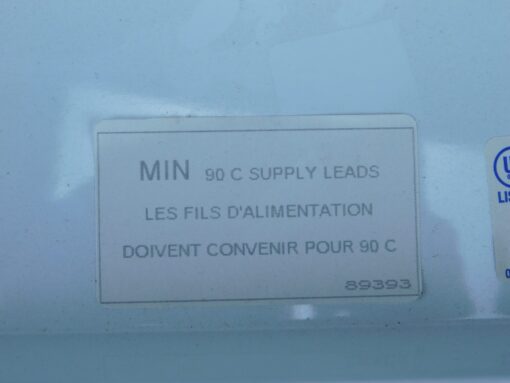 MIN 90 C SUPPLY LEADS
LES FILS D'ALIMENTATION
DOIVENT CONVENIR POUR 90 C
89393